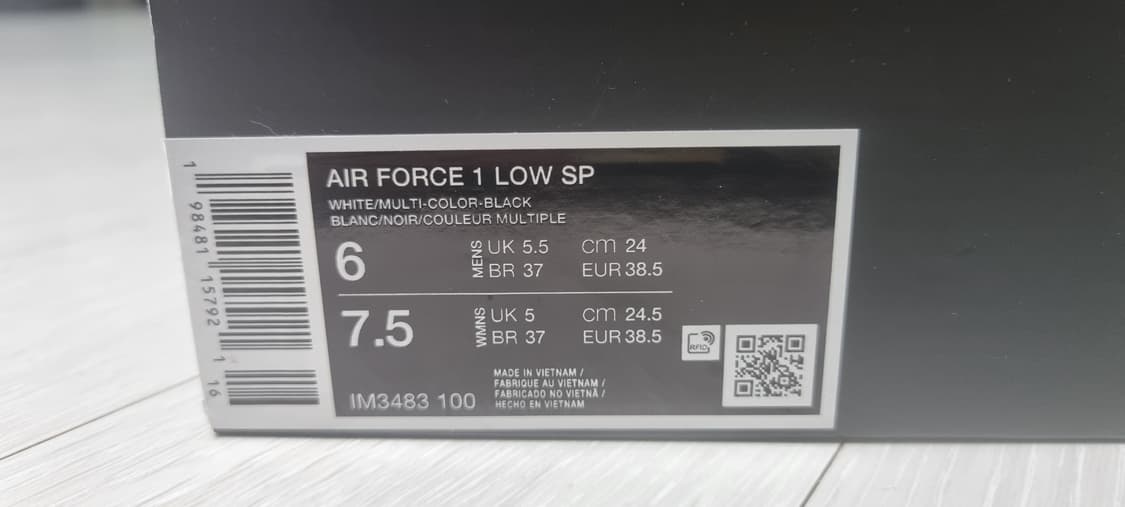 AIR FORCE 1 LOW SP
WHITE/MULTI-COLOR-BLACK
BLANC/NOIR/COULEUR MULTIPLE
6
MENS
UK 5.5 cm 24
BR 37 EUR 38.5
7.5
WMNS
UK 5 cm 24.5
BR 37 EUR 38.5
RFID
MADE IN VIETNAM /
FABRIQUE AU VIETNAM /
FABRICADO NO VIETNÃ /
HECHO EN VIETNAM
IM3483 100
1 98481 15792 1 16